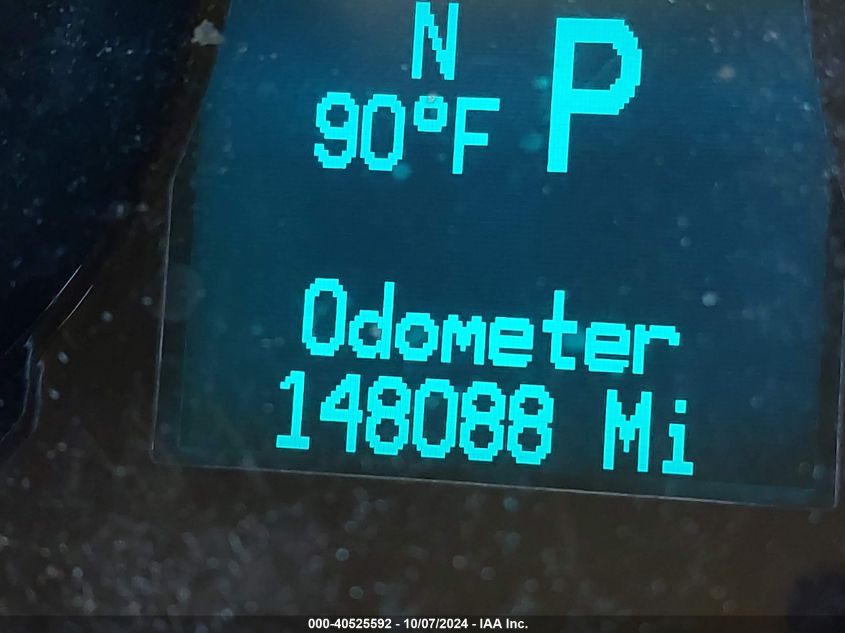 N P
90°F
Odometer
148088 Mi
000-40525592 - 10/07/2024 - IAA Inc.